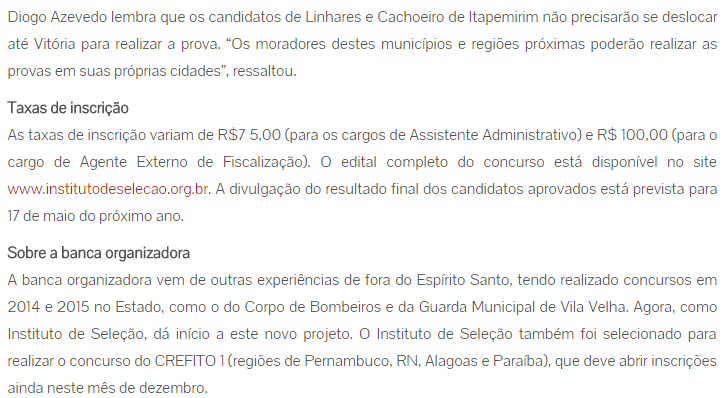 Diogo Azevedo lembra que os candidatos de Linhares e Cachoeiro de Itapemirim não precisarão se deslocar
até Vitória para realizar a prova. “Os moradores destes municípios e regiões próximas poderão realizar as
provas em suas próprias cidades”, ressaltou.
Taxas de inscrição
As taxas de inscrição variam de R$7 5,00 (para os cargos de Assistente Administrativo) e R$ 100,00 (para o
cargo de Agente Externo de Fiscalização). O edital completo do concurso está disponível no site
www.institutodeselecao.org.br. A divulgação do resultado final dos candidatos aprovados está prevista para
17 de maio do próximo ano.
Sobre a banca organizadora
A banca organizadora vem de outras experiências de fora do Espírito Santo, tendo realizado concursos em
2014 e 2015 no Estado, como o do Corpo de Bombeiros e da Guarda Municipal de Vila Velha. Agora, como
Instituto de Seleção, dá início a este novo projeto. O Instituto de Seleção também foi selecionado para
realizar o concurso do CREFITO 1 (regiões de Pernambuco, RN, Alagoas e Paraíba), que deve abrir inscrições
ainda neste mês de dezembro.